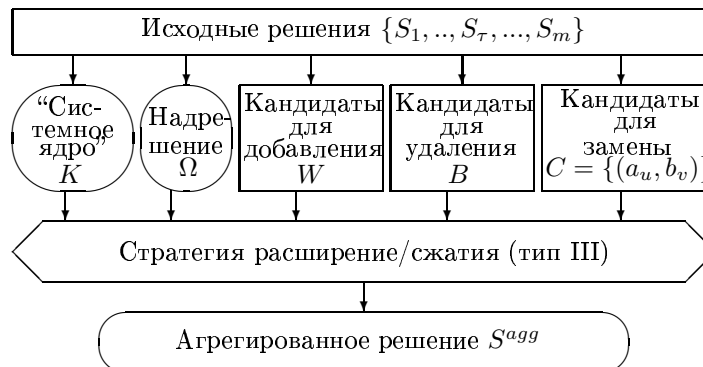 Исходные решения {S₁, .., S_τ, ..., S_m}
“Сис-
темное
ядро”
K
Надре-
шение
Ω
Кандидаты
для
добавления
W
Кандидаты
для
удаления
B
Кандидаты
для
замены
C = {(a_u, b_v)}
Стратегия расширение/сжатия (тип III)
Агрегированное решение S^{agg}